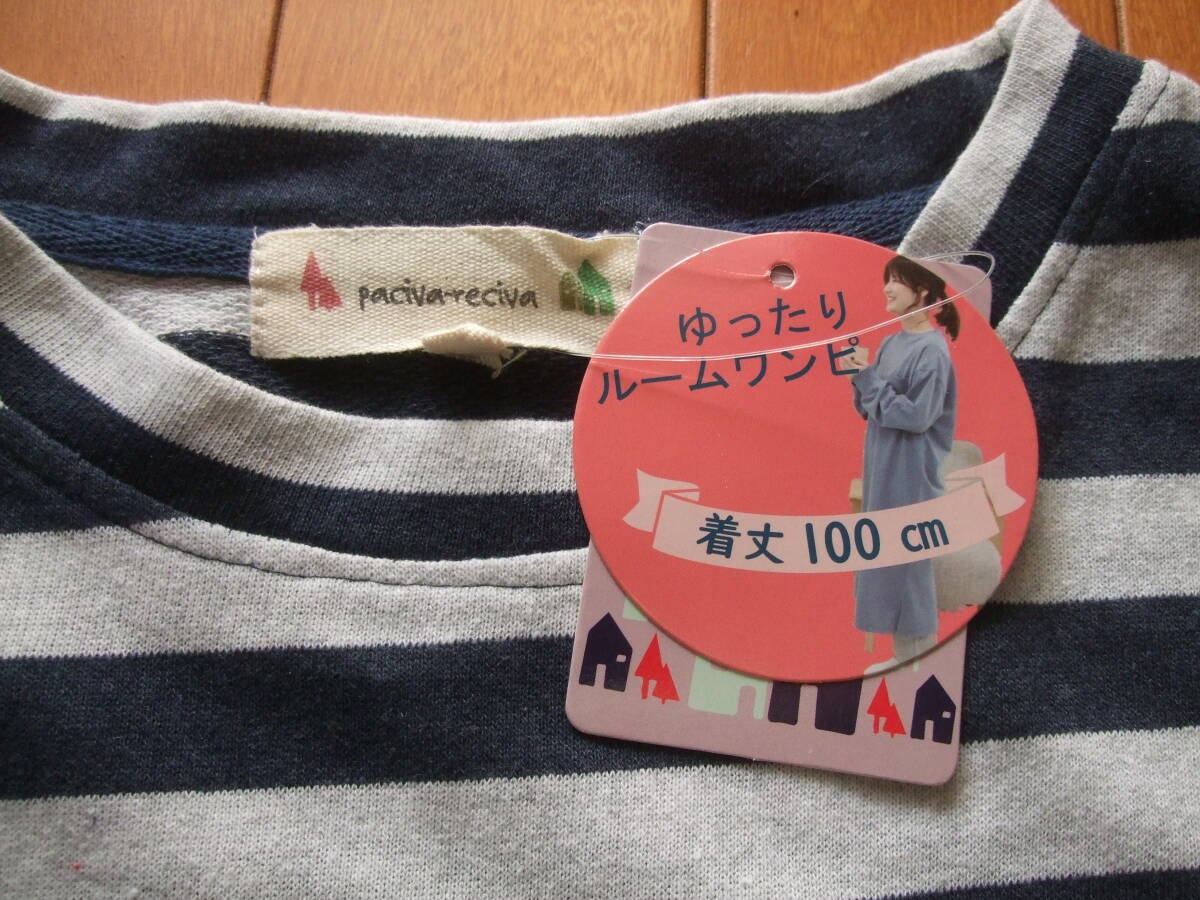 paciva-reciva
ゆったり
ルームワンピ
着丈 100 cm